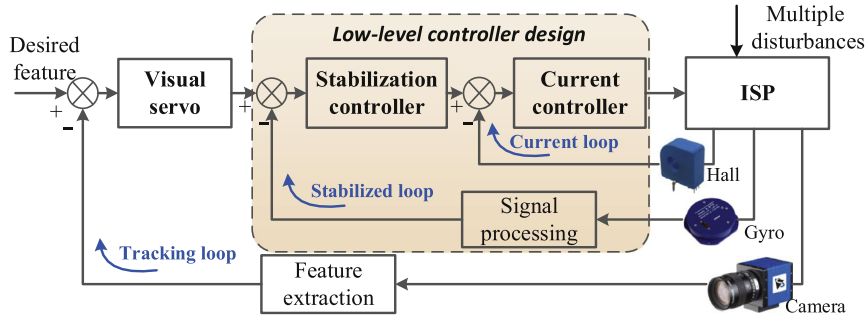 Multiple
disturbances
Low-level controller design
Desired
feature
Visual
servo
Stabilization
controller
Current
controller
ISP
+
-
+
-
+
-
Current loop
Hall
Stabilized loop
Signal
processing
Gyro
Tracking loop
Feature
extraction
Camera